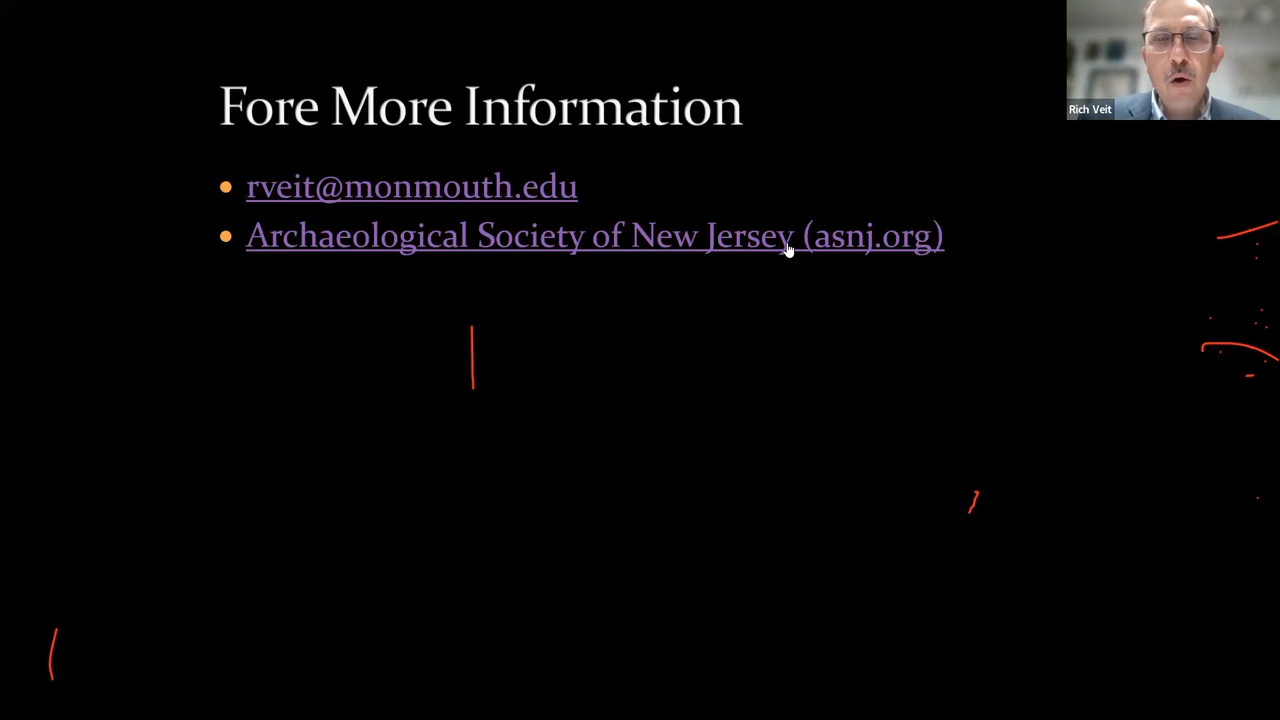 Fore More Information
rveit@monmouth.edu
Archaeological Society of New Jersey (asnj.org)
Rich Veit